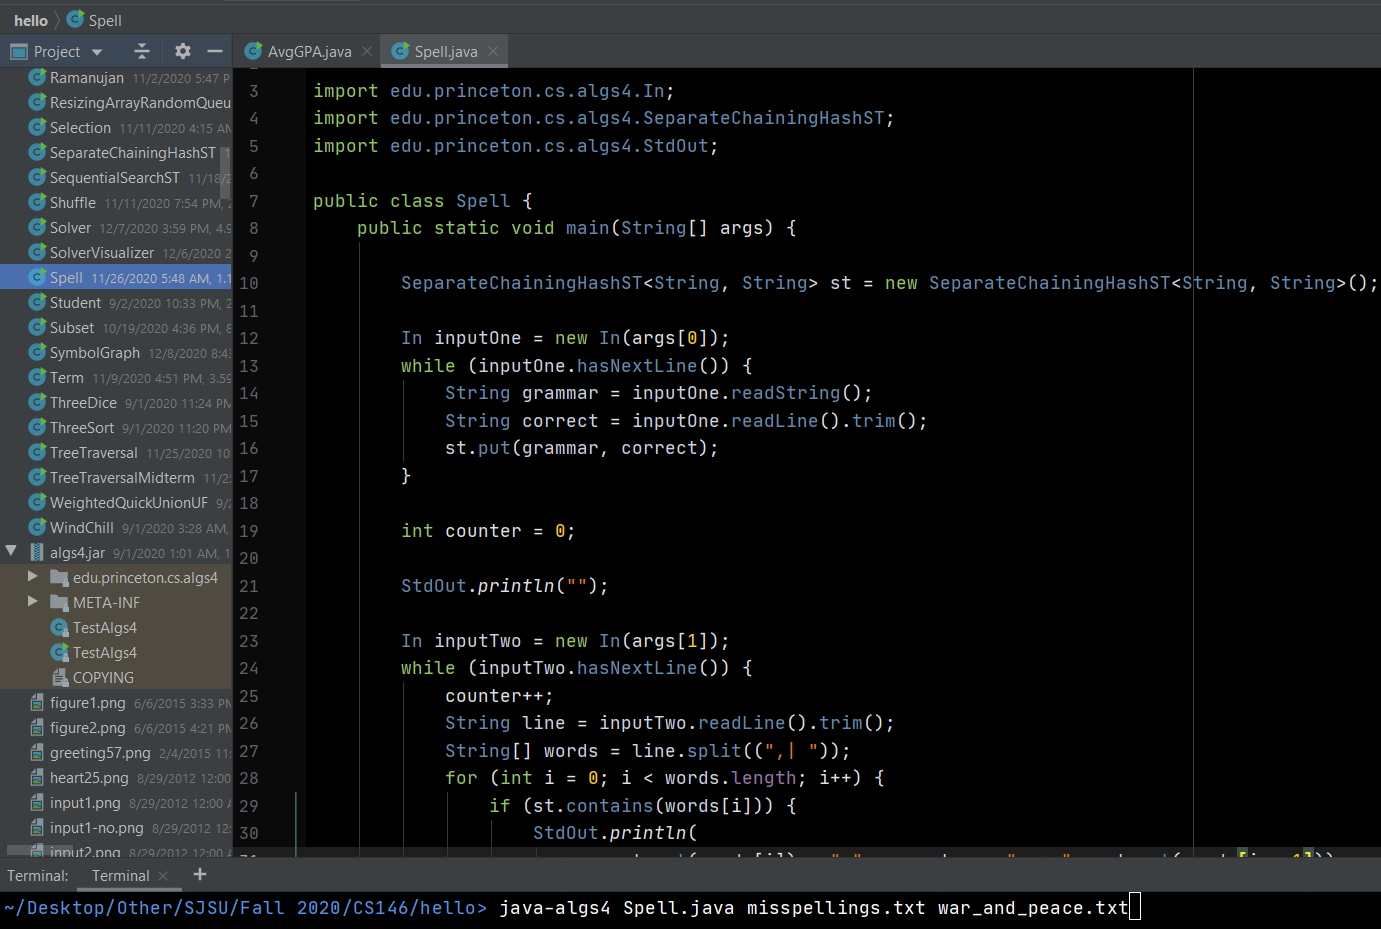 hello Spell
Project
AvgGPA.java Spell.java
Ramanujan 11/2/2020 5:47 P
ResizingArrayRandomQueu
Selection 11/11/2020 4:15 AM
SeparateChainingHashST 1
SequentialSearchST 11/18/2
Shuffle 11/11/2020 7:54 PM, 2
Solver 12/7/2020 3:59 PM, 4.9
SolverVisualizer 12/6/2020 2
Spell 11/26/2020 5:48 AM, 1.1
Student 9/2/2020 10:33 PM, 2
Subset 10/19/2020 4:36 PM, 8
SymbolGraph 12/8/2020 8:43
Term 11/9/2020 4:51 PM, 3.59
ThreeDice 9/1/2020 11:24 PM
ThreeSort 9/1/2020 11:20 PM
TreeTraversal 11/25/2020 10
TreeTraversalMidterm 11/2
WeightedQuickUnionUF 9/2
WindChill 9/1/2020 3:28 AM,
algs4.jar 9/1/2020 1:01 AM, 1
edu.princeton.cs.algs4
META-INF
TestAlgs4
TestAlgs4
COPYING
figure1.png 6/6/2015 3:33 PM
figure2.png 6/6/2015 4:21 PM
greeting57.png 2/4/2015 11:
heart25.png 8/29/2012 12:00
input1.png 8/29/2012 12:00 A
input1-no.png 8/29/2012 12:
input2.png 8/29/2012 12:00 A
3 import edu.princeton.cs.algs4.In;
4 import edu.princeton.cs.algs4.SeparateChainingHashST;
5 import edu.princeton.cs.algs4.StdOut;
6
7 public class Spell {
8 public static void main(String[] args) {
9
10 SeparateChainingHashST<String, String> st = new SeparateChainingHashST<String, String>();
11
12 In inputOne = new In(args[0]);
13 while (inputOne.hasNextLine()) {
14 String grammar = inputOne.readString();
15 String correct = inputOne.readLine().trim();
16 st.put(grammar, correct);
17 }
18
19 int counter = 0;
20
21 StdOut.println("");
22
23 In inputTwo = new In(args[1]);
24 while (inputTwo.hasNextLine()) {
25 counter++;
26 String line = inputTwo.readLine().trim();
27 String[] words = line.split((",| "));
28 for (int i = 0; i < words.length; i++) {
29 if (st.contains(words[i])) {
30 StdOut.println(
Terminal: Terminal +
~/Desktop/Other/SJSU/Fall 2020/CS146/hello> java-algs4 Spell.java misspellings.txt war_and_peace.txt